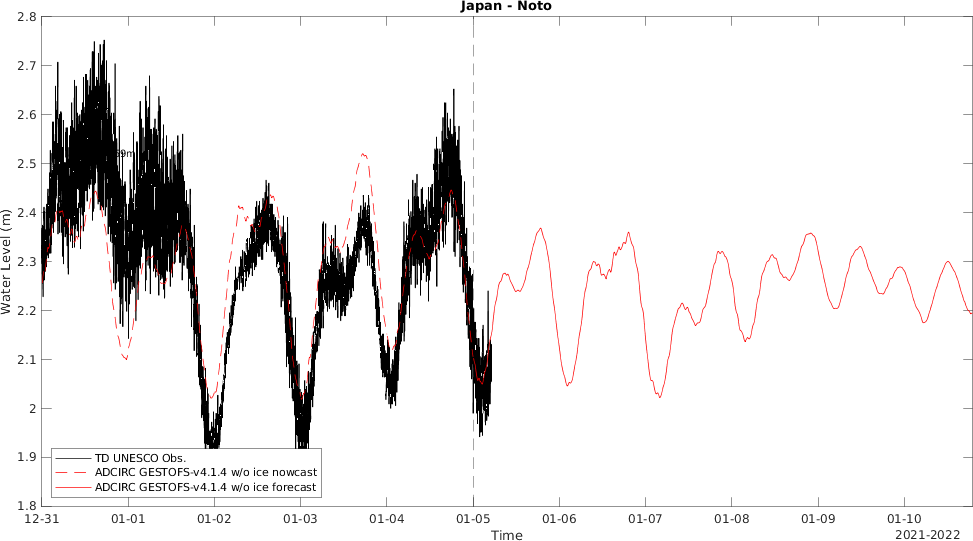 Japan - Noto
2.8
2.7
2.6
2.5
2.4
2.3
2.2
2.1
2
1.9
1.8
Water Level (m)
TD UNESCO Obs.
ADCIRC GESTOFS-v4.1.4 w/o ice nowcast
ADCIRC GESTOFS-v4.1.4 w/o ice forecast
12-31 01-01 01-02 01-03 01-04 01-05 01-06 01-07 01-08 01-09 01-10
Time
2021-2022